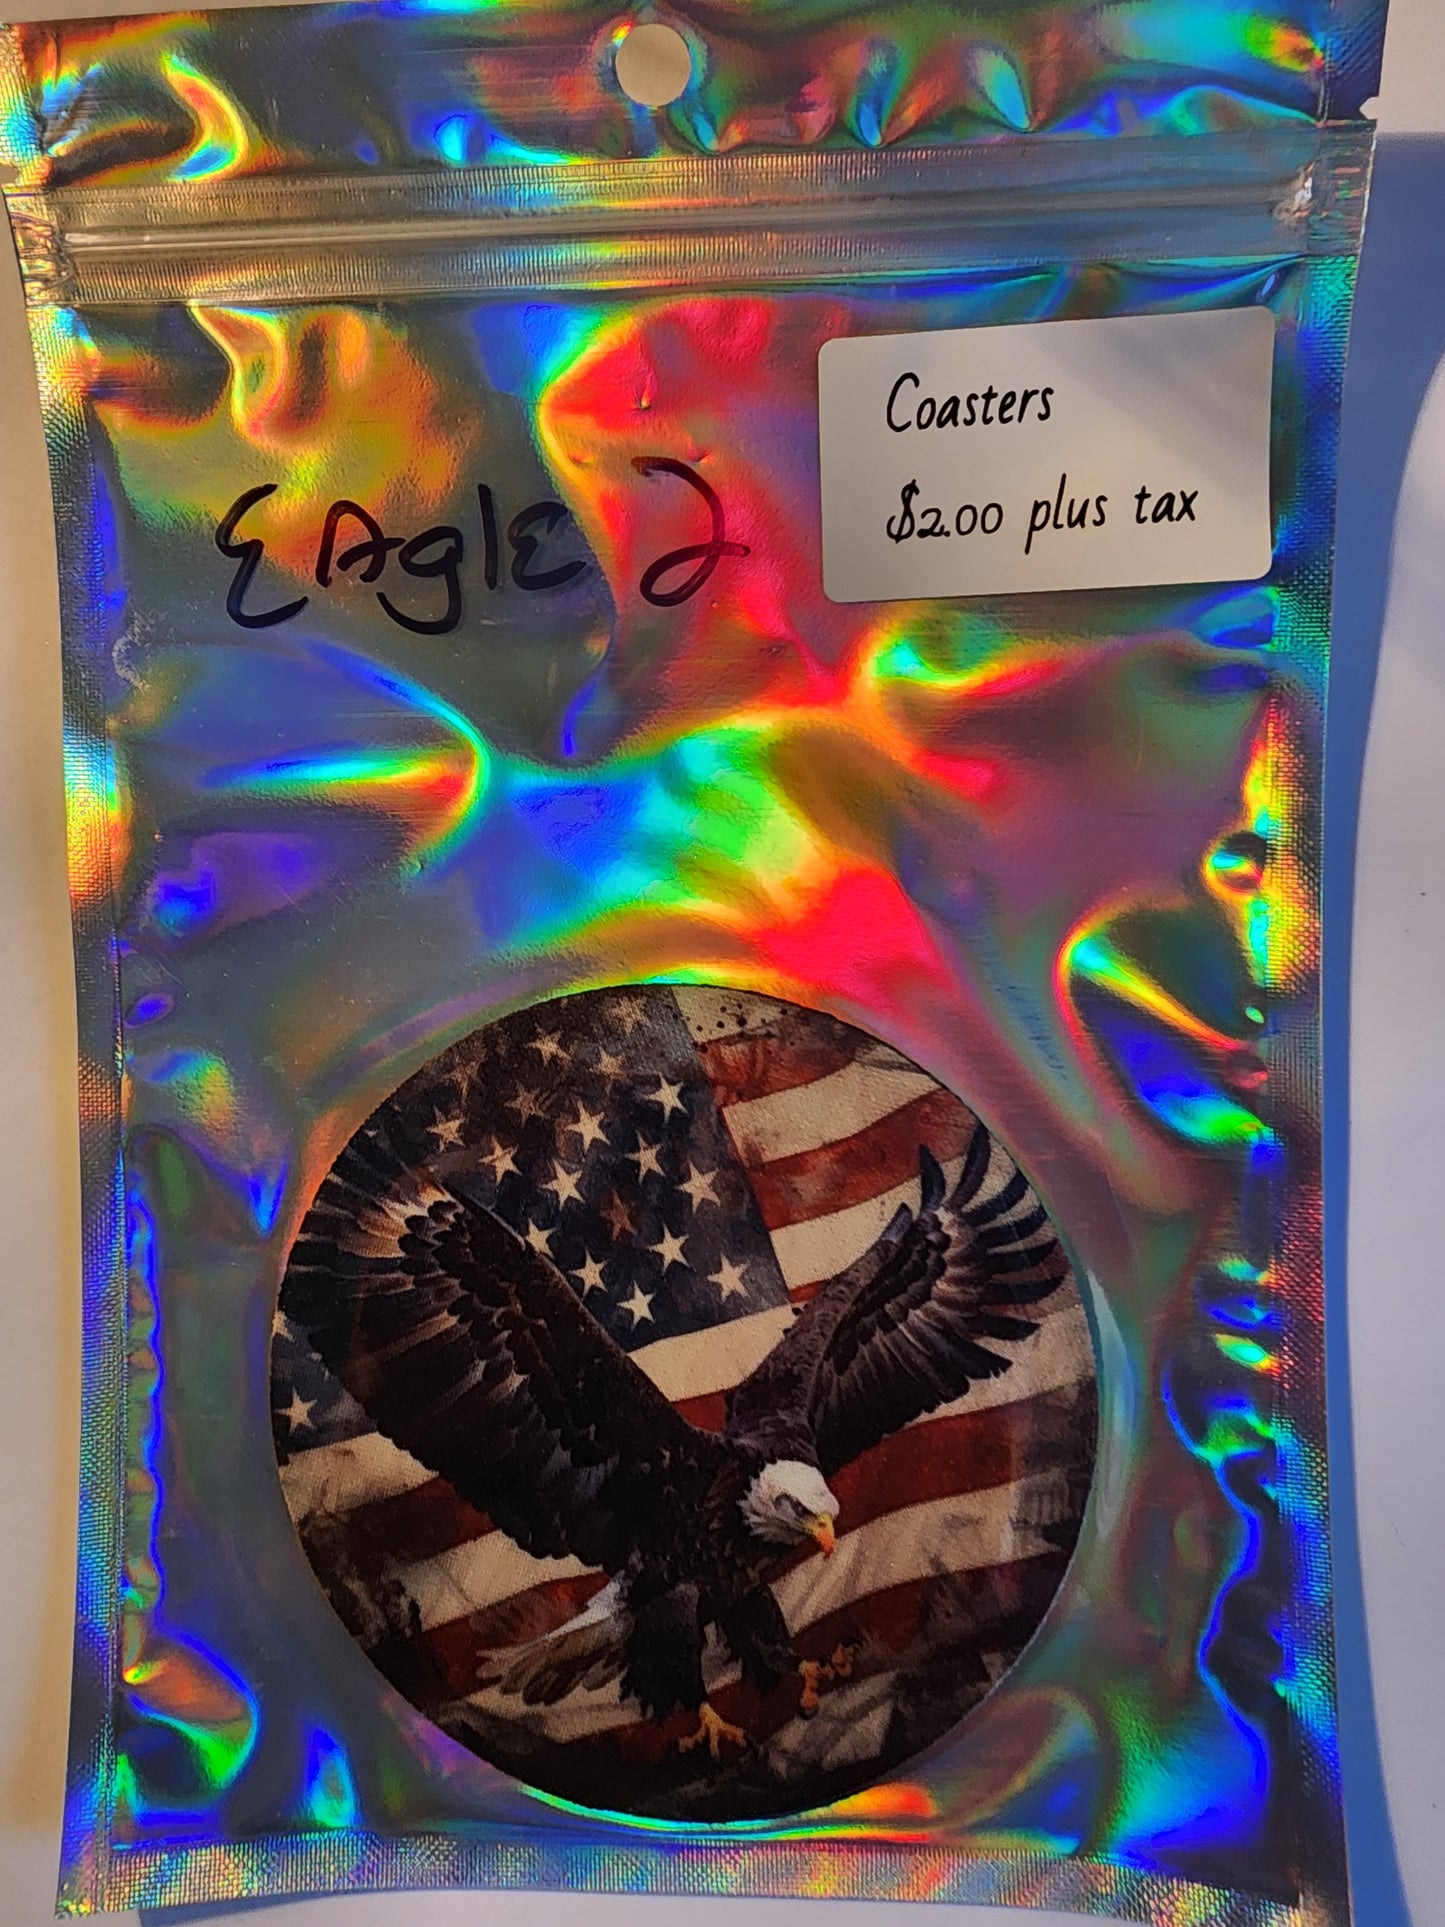 Coasters
$2.00 plus tax
EAglE 2